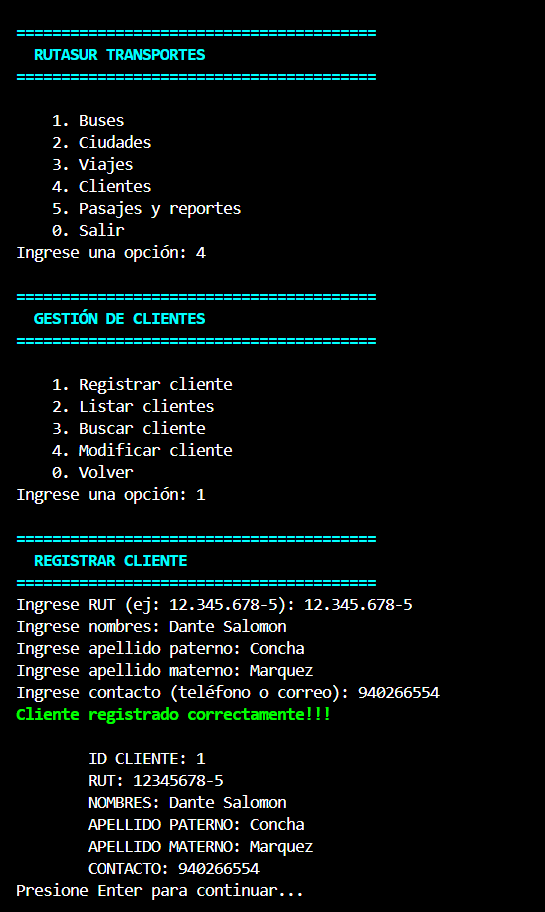 ========================================
RUTASUR TRANSPORTES
========================================
1. Buses
2. Ciudades
3. Viajes
4. Clientes
5. Pasajes y reportes
0. Salir
Ingrese una opción: 4
========================================
GESTIÓN DE CLIENTES
========================================
1. Registrar cliente
2. Listar clientes
3. Buscar cliente
4. Modificar cliente
0. Volver
Ingrese una opción: 1
========================================
REGISTRAR CLIENTE
========================================
Ingrese RUT (ej: 12.345.678-5): 12.345.678-5
Ingrese nombres: Dante Salomon
Ingrese apellido paterno: Concha
Ingrese apellido materno: Marquez
Ingrese contacto (teléfono o correo): 940266554
Cliente registrado correctamente!!!
ID CLIENTE: 1
RUT: 12345678-5
NOMBRES: Dante Salomon
APELLIDO PATERNO: Concha
APELLIDO MATERNO: Marquez
CONTACTO: 940266554
Presione Enter para continuar...